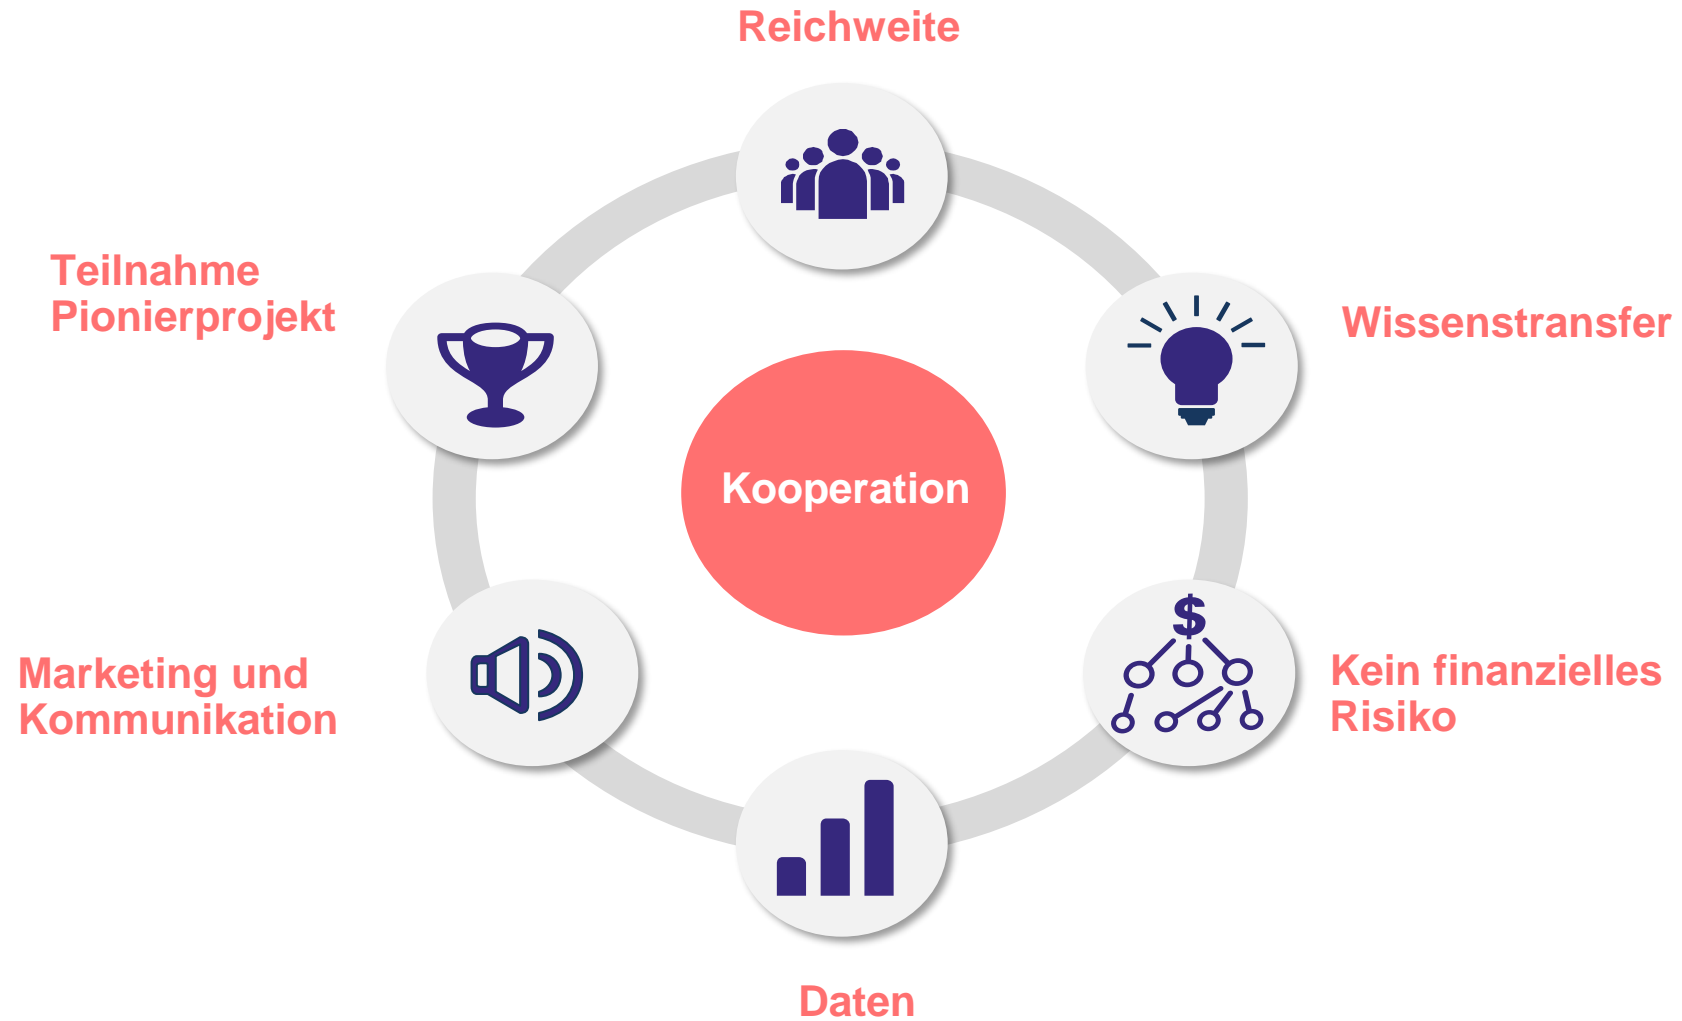 Reichweite
Teilnahme
Pionierprojekt
Wissenstransfer
Kooperation
$
Marketing und
Kommunikation
Kein finanzielles
Risiko
Daten